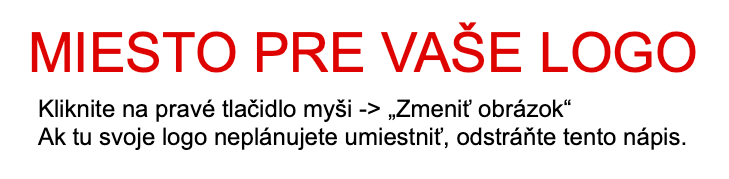 MIESTO PRE VAŠE LOGO
Kliknite na pravé tlačidlo myši -> „Zmeniť obrázok“
Ak tu svoje logo neplánujete umiestniť, odstráňte tento nápis.